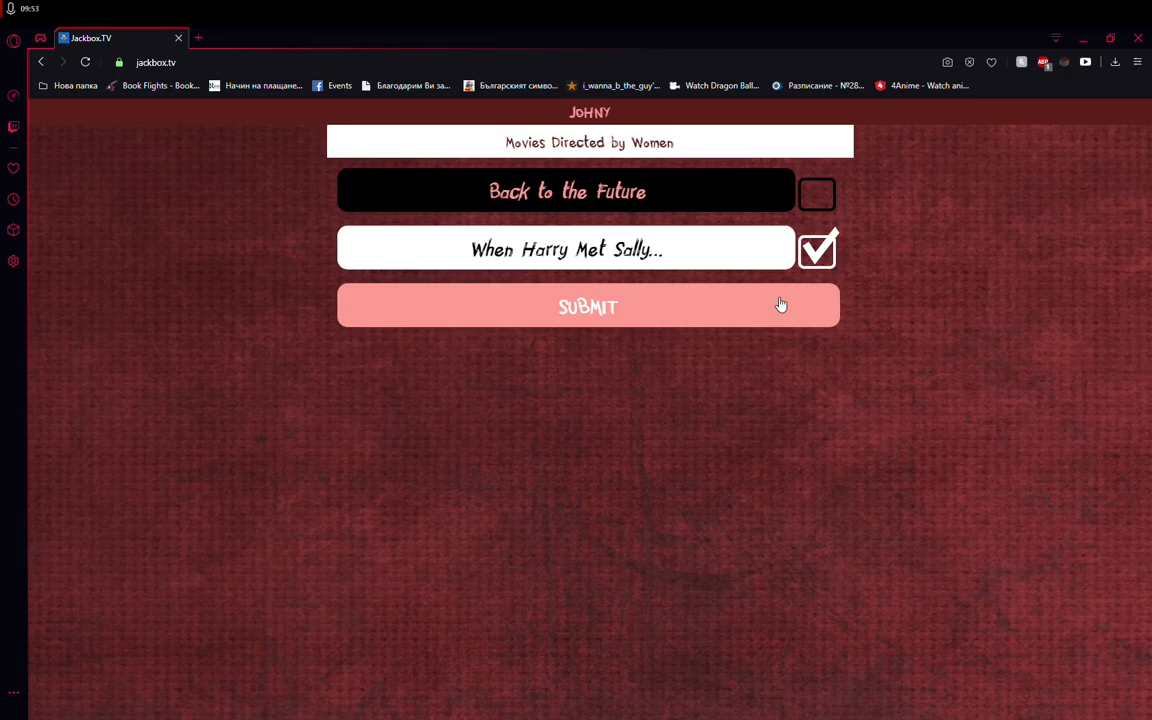 09:53
Jackbox.TV
jackbox.tv
Нова папка
Book Flights - Book...
Начин на плащане...
Events
Благодарим Ви за...
Българският симво...
i_wanna_b_the_guy'...
Watch Dragon Ball...
Разписание - №28...
4Anime - Watch ani...
JOHNY
Movies Directed by Women
Back to the Future
When Harry Met Sally...
SUBMIT